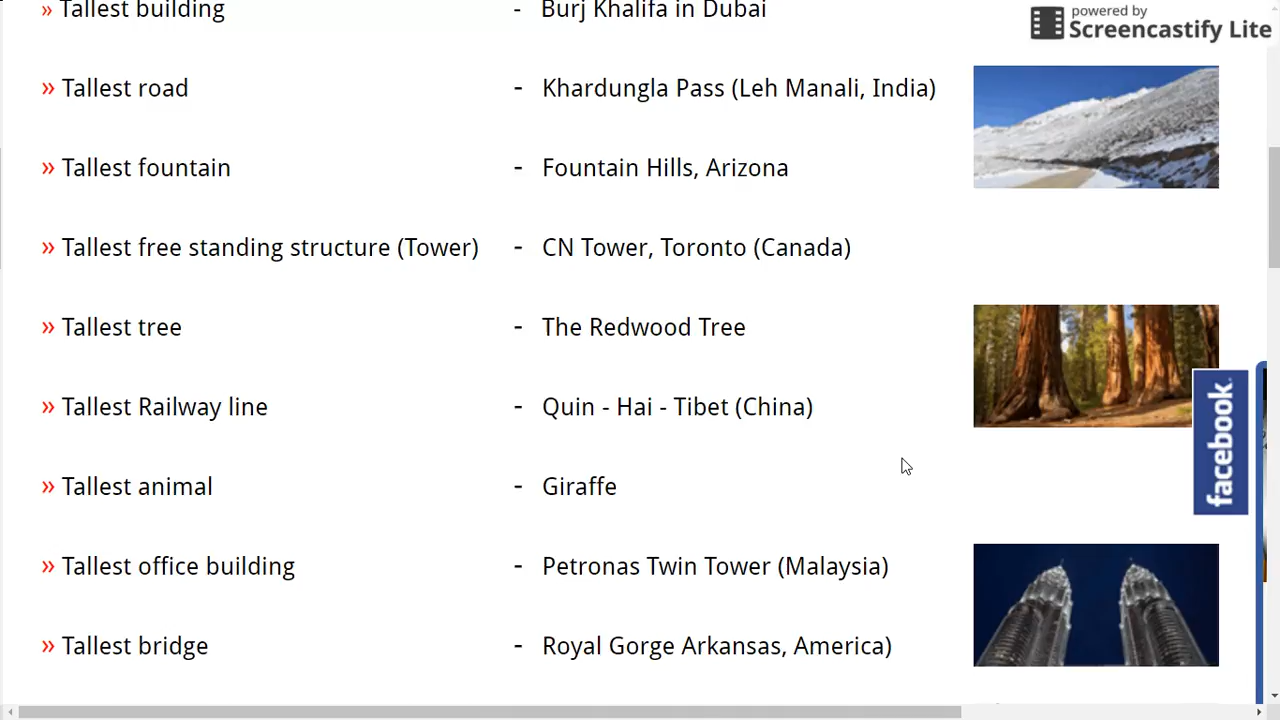 » Tallest building - Burj Khalifa in Dubai
powered by
Screencastify Lite
» Tallest road - Khardungla Pass (Leh Manali, India)
» Tallest fountain - Fountain Hills, Arizona
» Tallest free standing structure (Tower) - CN Tower, Toronto (Canada)
» Tallest tree - The Redwood Tree
» Tallest Railway line - Quin - Hai - Tibet (China)
facebook
» Tallest animal - Giraffe
» Tallest office building - Petronas Twin Tower (Malaysia)
» Tallest bridge - Royal Gorge Arkansas, America)